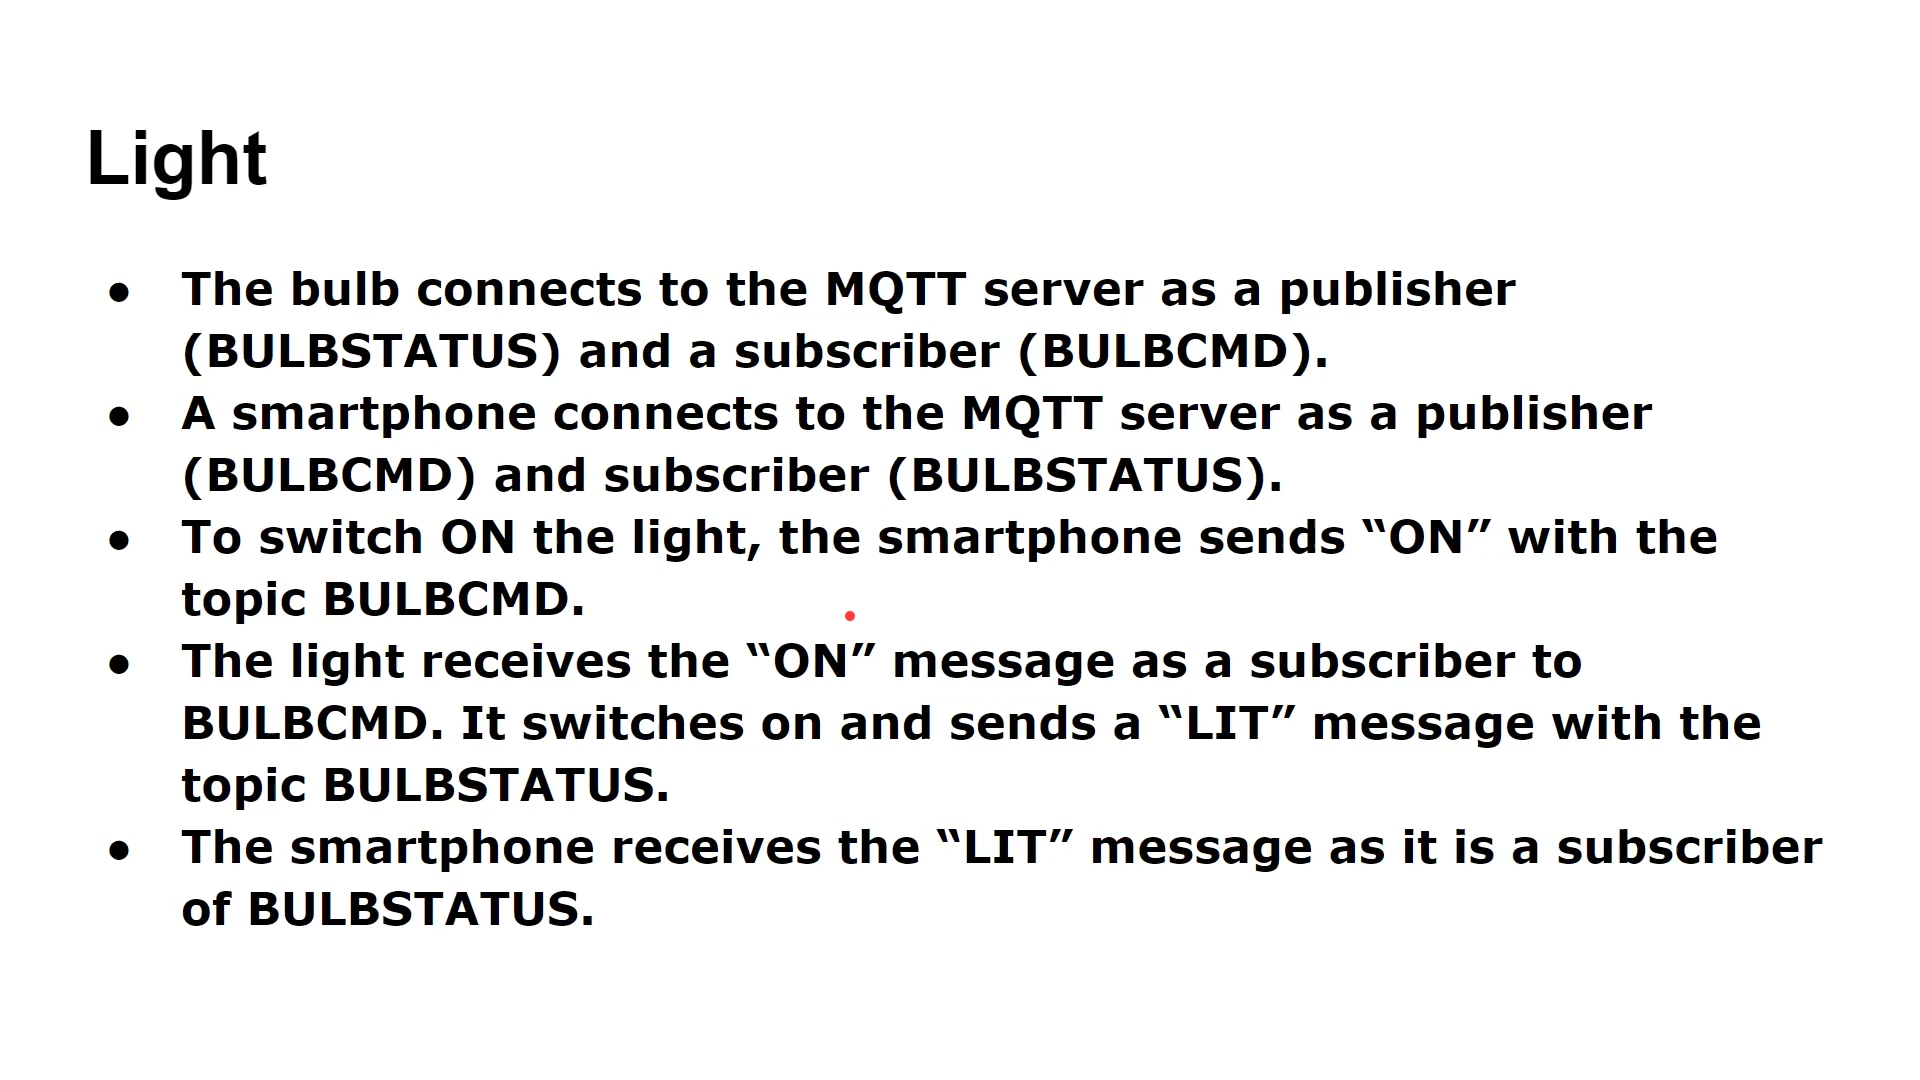 Light
● The bulb connects to the MQTT server as a publisher
(BULBSTATUS) and a subscriber (BULBCMD).
● A smartphone connects to the MQTT server as a publisher
(BULBCMD) and subscriber (BULBSTATUS).
● To switch ON the light, the smartphone sends “ON” with the
topic BULBCMD.
● The light receives the “ON” message as a subscriber to
BULBCMD. It switches on and sends a “LIT” message with the
topic BULBSTATUS.
● The smartphone receives the “LIT” message as it is a subscriber
of BULBSTATUS.